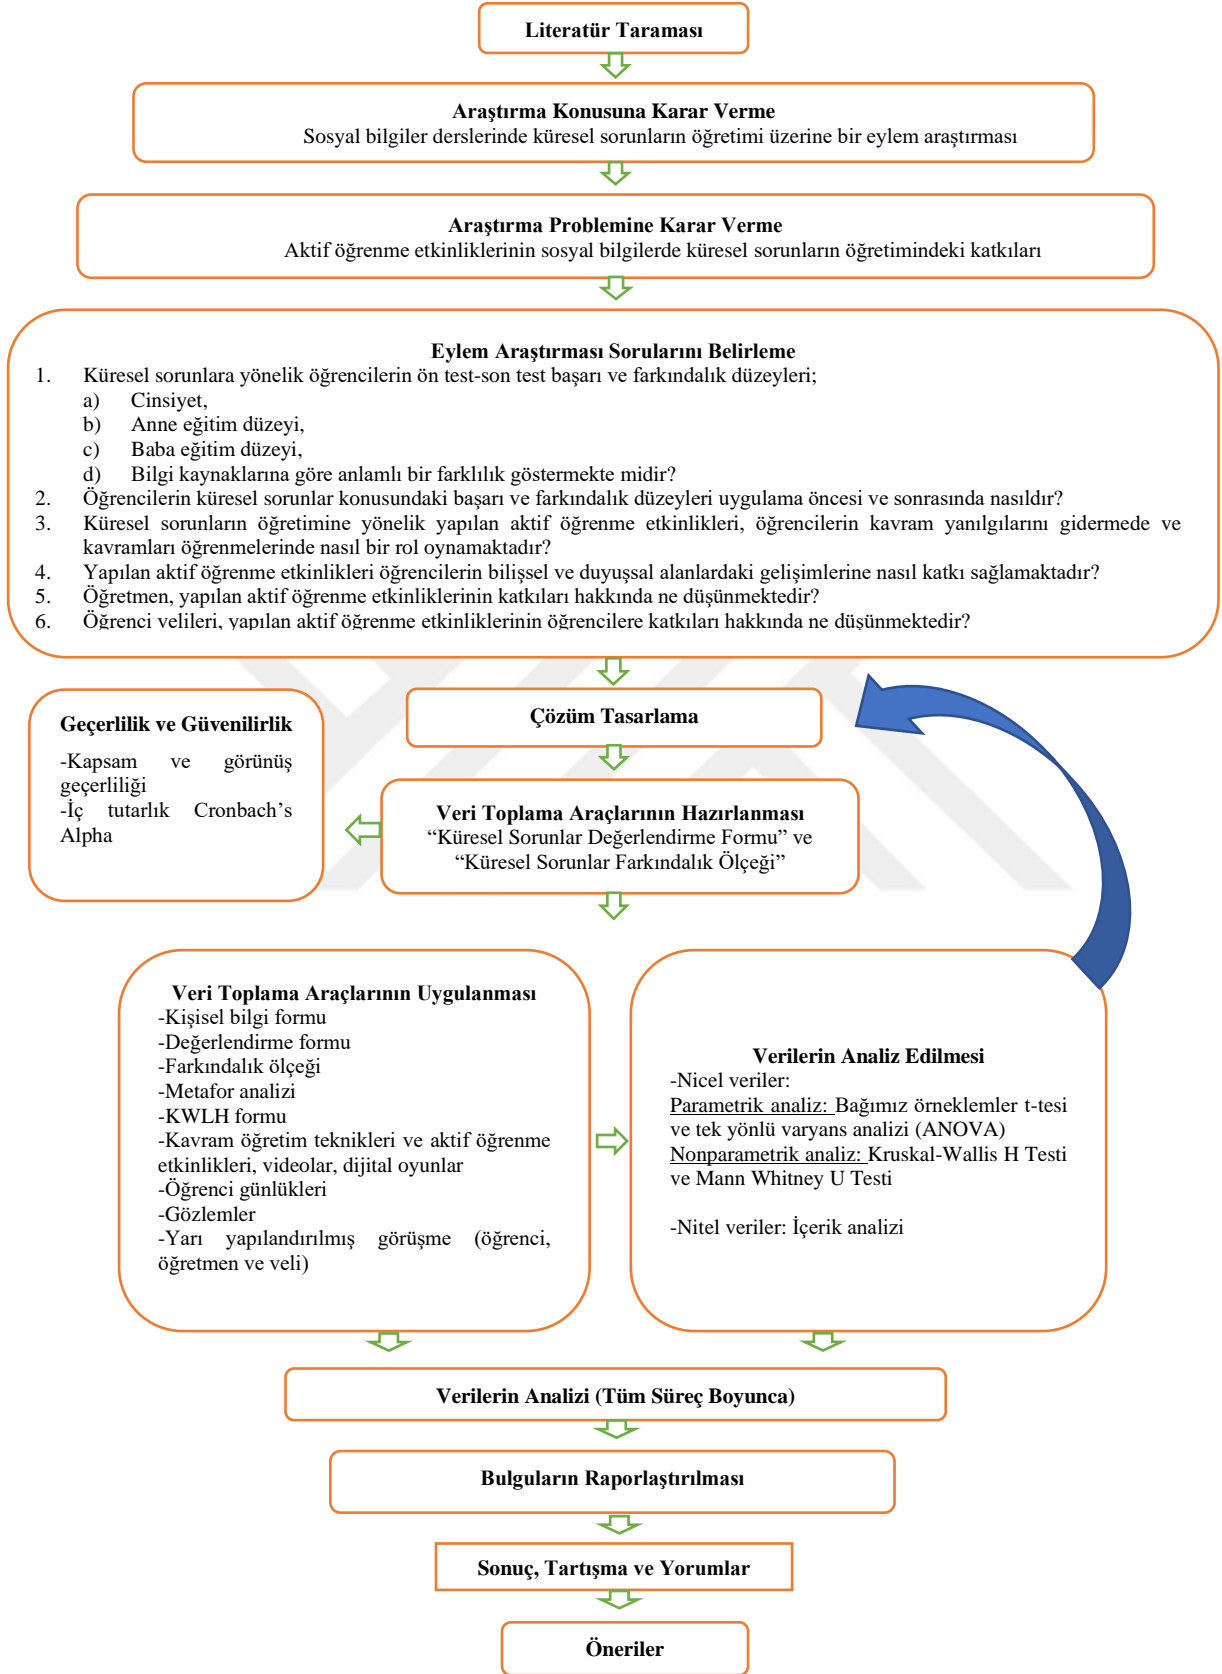 Literatür Taraması
Araştırma Konusuna Karar Verme
Sosyal bilgiler derslerinde küresel sorunların öğretimi üzerine bir eylem araştırması
Araştırma Problemine Karar Verme
Aktif öğrenme etkinliklerinin sosyal bilgilerde küresel sorunların öğretimindeki katkıları
Eylem Araştırması Sorularını Belirleme
1. Küresel sorunlara yönelik öğrencilerin ön test-son test başarı ve farkındalık düzeyleri;
a) Cinsiyet,
b) Anne eğitim düzeyi,
c) Baba eğitim düzeyi,
d) Bilgi kaynaklarına göre anlamlı bir farklılık göstermekte midir?
2. Öğrencilerin küresel sorunlar konusundaki başarı ve farkındalık düzeyleri uygulama öncesi ve sonrasında nasıldır?
3. Küresel sorunların öğretimine yönelik yapılan aktif öğrenme etkinlikleri, öğrencilerin kavram yanılgılarını gidermede ve
kavramları öğrenmelerinde nasıl bir rol oynamaktadır?
4. Yapılan aktif öğrenme etkinlikleri öğrencilerin bilişsel ve duyuşsal alanlardaki gelişimlerine nasıl katkı sağlamaktadır?
5. Öğretmen, yapılan aktif öğrenme etkinliklerinin katkıları hakkında ne düşünmektedir?
6. Öğrenci velileri, yapılan aktif öğrenme etkinliklerinin öğrencilere katkıları hakkında ne düşünmektedir?
Çözüm Tasarlama
Geçerlilik ve Güvenilirlik
-Kapsam ve görünüş
geçerliliği
-İç tutarlık Cronbach’s
Alpha
Veri Toplama Araçlarının Hazırlanması
“Küresel Sorunlar Değerlendirme Formu” ve
“Küresel Sorunlar Farkındalık Ölçeği”
Veri Toplama Araçlarının Uygulanması
-Kişisel bilgi formu
-Değerlendirme formu
-Farkındalık ölçeği
-Metafor analizi
-KWLH formu
-Kavram öğretim teknikleri ve aktif öğrenme
etkinlikleri, videolar, dijital oyunlar
-Öğrenci günlükleri
-Gözlemler
-Yarı yapılandırılmış görüşme (öğrenci,
öğretmen ve veli)
Verilerin Analiz Edilmesi
-Nicel veriler:
Parametrik analiz: Bağımız örneklemler t-tesi
ve tek yönlü varyans analizi (ANOVA)
Nonparametrik analiz: Kruskal-Wallis H Testi
ve Mann Whitney U Testi
-Nitel veriler: İçerik analizi
Verilerin Analizi (Tüm Süreç Boyunca)
Bulguların Raporlaştırılması
Sonuç, Tartışma ve Yorumlar
Öneriler